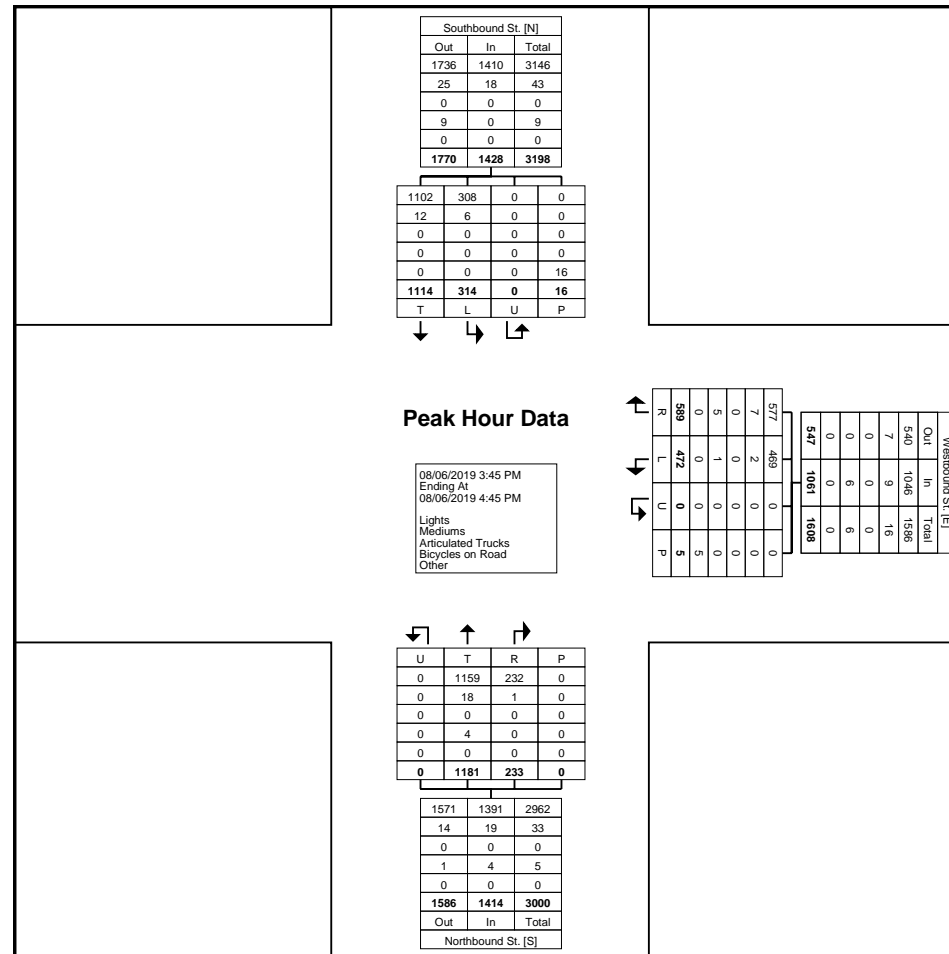 Southbound St. [N]
Out In Total
1736 1410 3146
25 18 43
0 0 0
9 0 9
0 0 0
1770 1428 3198
1102 308 0 0
12 6 0 0
0 0 0 0
0 0 0 0
0 0 0 16
1114 314 0 16
T L U P
Peak Hour Data
08/06/2019 3:45 PM
Ending At
08/06/2019 4:45 PM
Lights
Mediums
Articulated Trucks
Bicycles on Road
Other
Westbound St. [E]
Out In Total
540 1046 1586
7 9 16
0 0 0
0 6 6
0 0 0
547 1061 1608
577 469 0 0
7 2 0 0
0 0 0 0
5 1 0 0
0 0 0 5
589 472 0 5
R L U P
U T R P
0 1159 232 0
0 18 1 0
0 0 0 0
0 4 0 0
0 0 0 0
0 1181 233 0
1571 1391 2962
14 19 33
0 0 0
1 4 5
0 0 0
1586 1414 3000
Out In Total
Northbound St. [S]